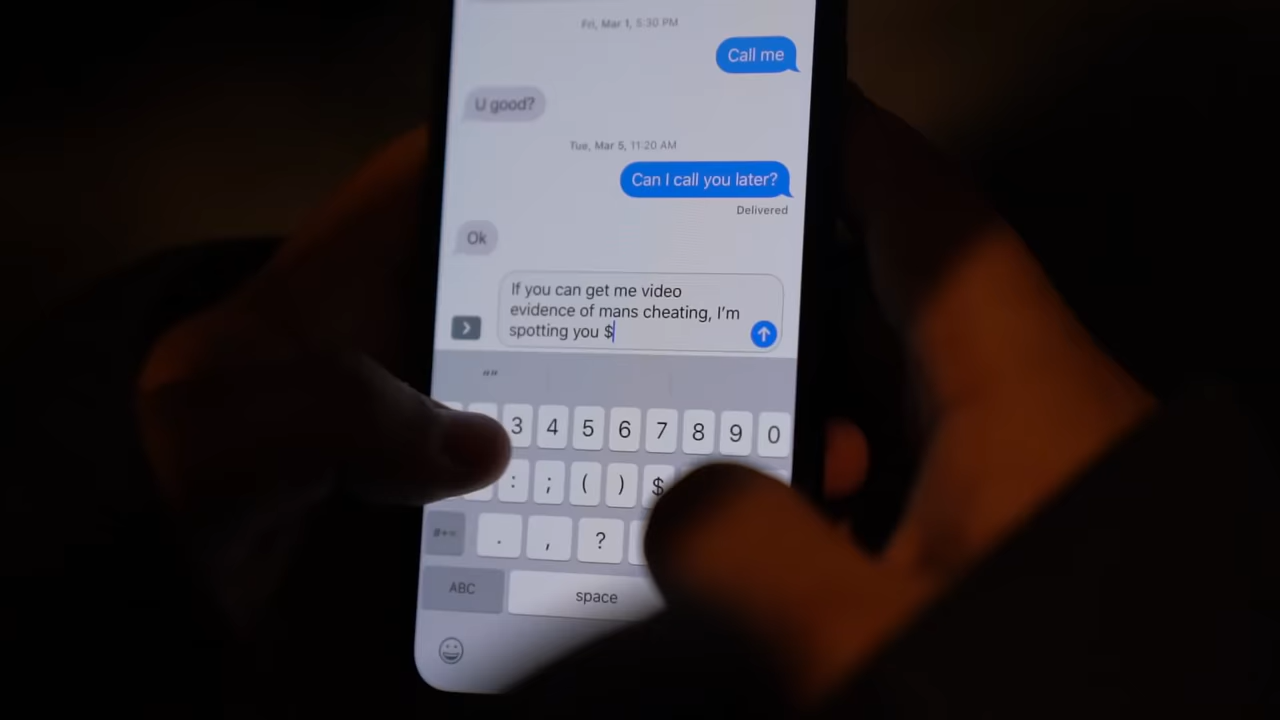 Fri, Mar 1, 5:30 PM
Call me
U good?
Tue, Mar 5, 11:20 AM
Can I call you later?
Delivered
Ok
If you can get me video
evidence of mans cheating, I'm
spotting you $
""
3 4 5 6 7 8 9 0
: ; ( ) $
. , ?
#+=
ABC space